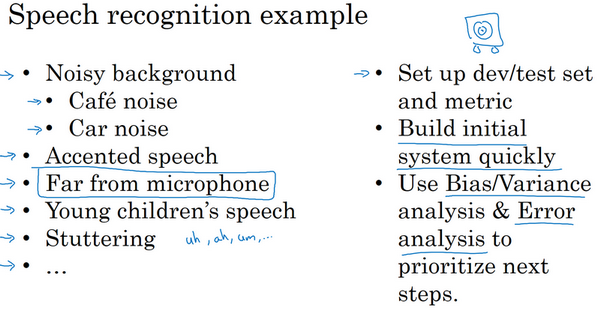 Speech recognition example
• Noisy background
• Café noise
• Car noise
• Accented speech
• Far from microphone
• Young children's speech
• Stuttering uh, ah, um, ...
• ...
• Set up dev/test set
and metric
• Build initial
system quickly
• Use Bias/Variance
analysis & Error
analysis to
prioritize next
steps.